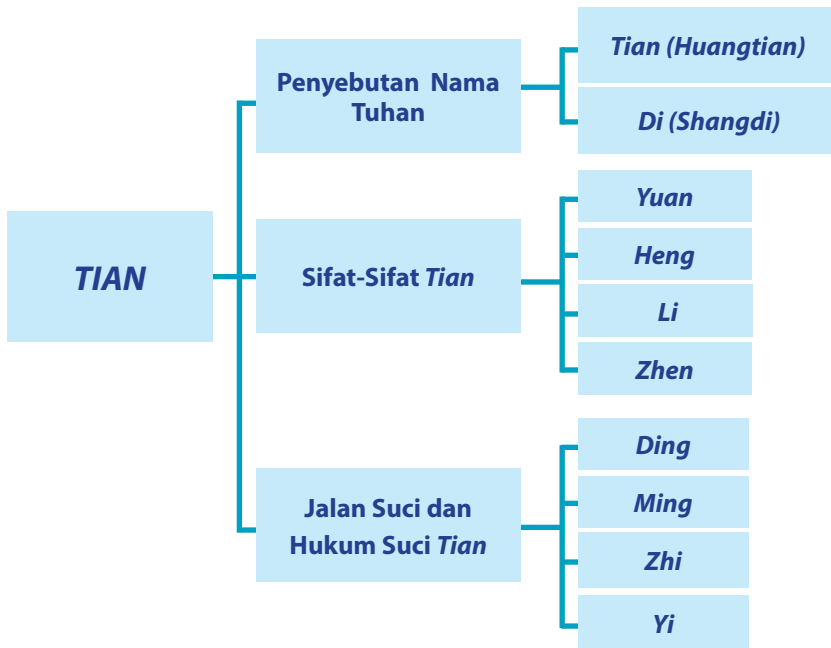 TIAN
Penyebutan Nama
Tuhan
Tian (Huangtian)
Di (Shangdi)
Sifat-Sifat Tian
Yuan
Heng
Li
Zhen
Jalan Suci dan
Hukum Suci Tian
Ding
Ming
Zhi
Yi